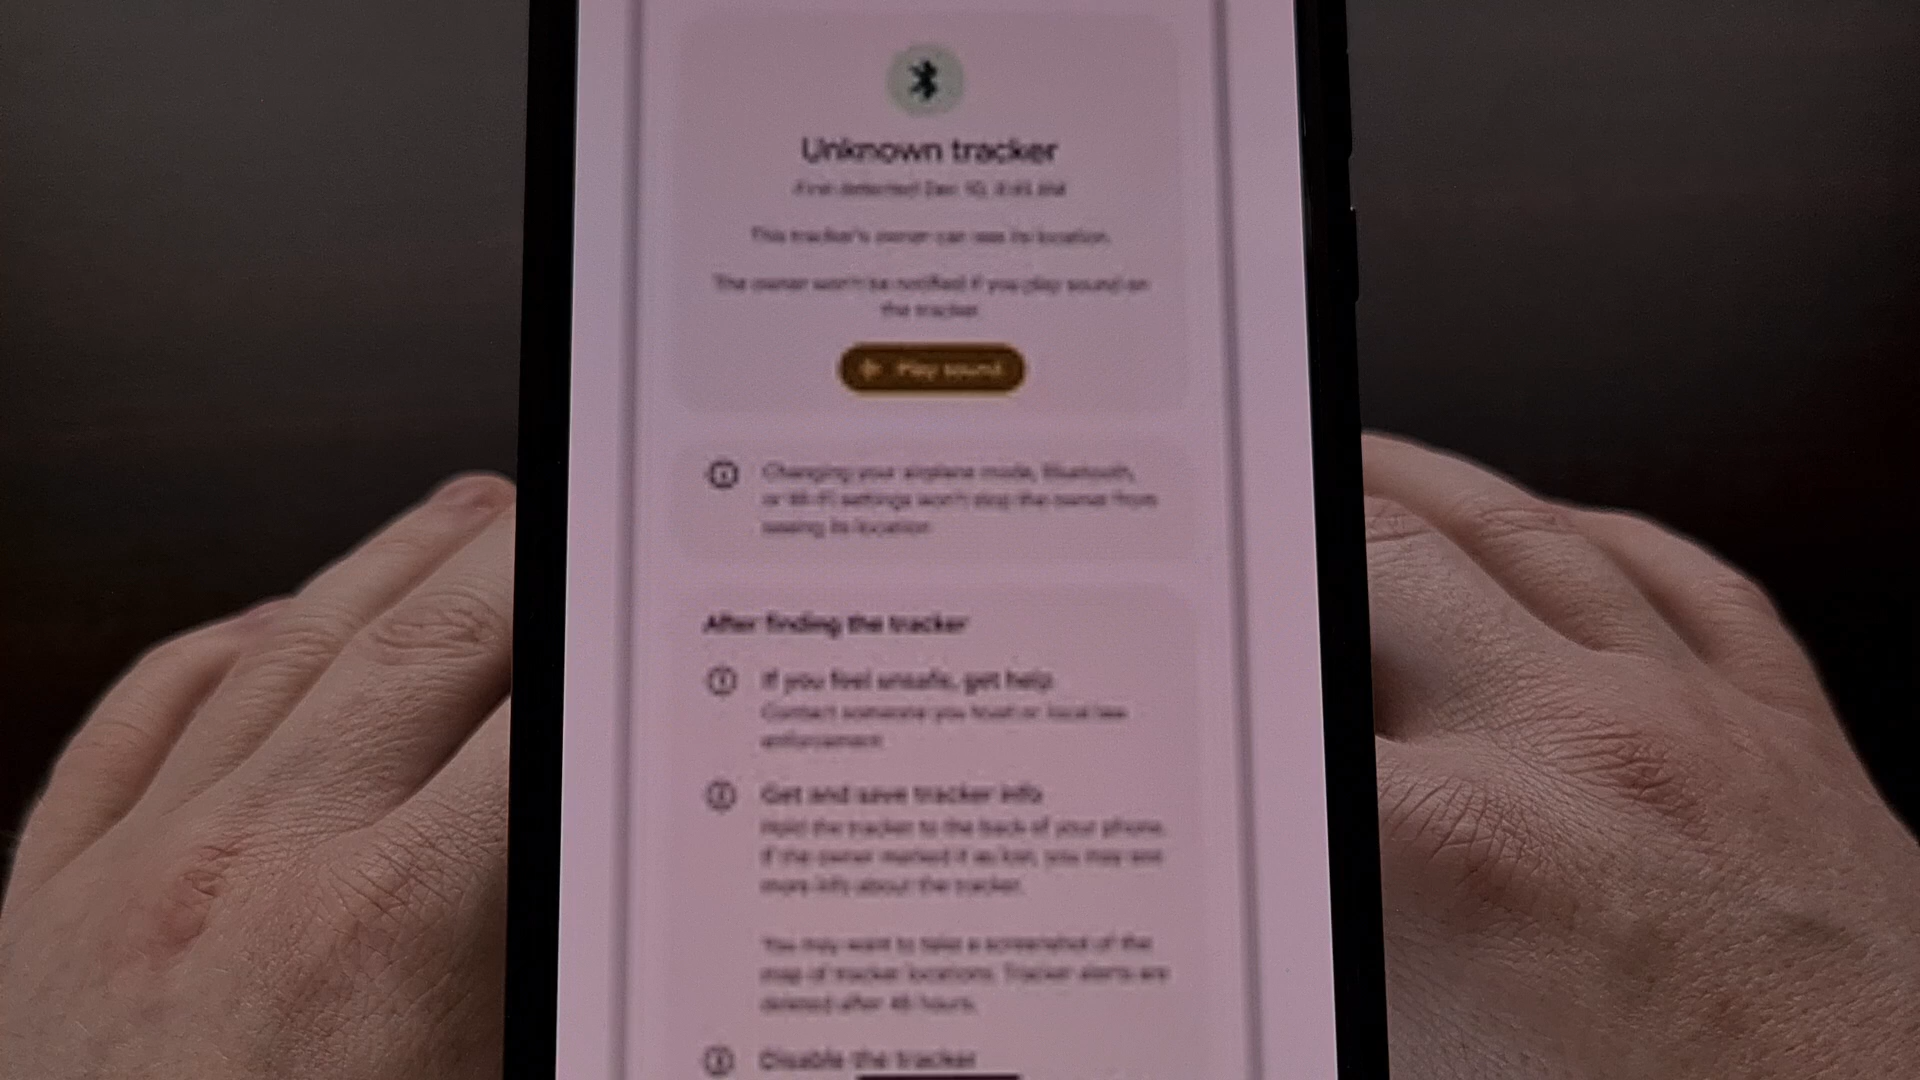 Unknown tracker
First detected Dec 10,
This tracker's owner can see its location.
The owner won't be notified if you play sound on
the tracker.
Play sound
Changing your airplane mode, Bluetooth,
or Wi-Fi settings won't stop the owner from
seeing its location
After finding the tracker
If you feel unsafe, get help
Contact someone you trust or local law
enforcement
Get and save tracker info
Hold the tracker to the back of your phone.
If the owner marked it as lost, you may see
more info about the tracker.
You may want to take a screenshot of the
map of tracker locations. Tracker alerts are
deleted after 48 hours.
Disable the tracker